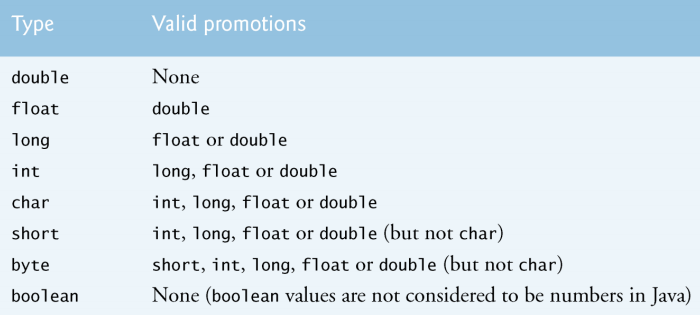 Type Valid promotions
double None
float double
long float or double
int long, float or double
char int, long, float or double
short int, long, float or double (but not char)
byte short, int, long, float or double (but not char)
boolean None (boolean values are not considered to be numbers in Java)